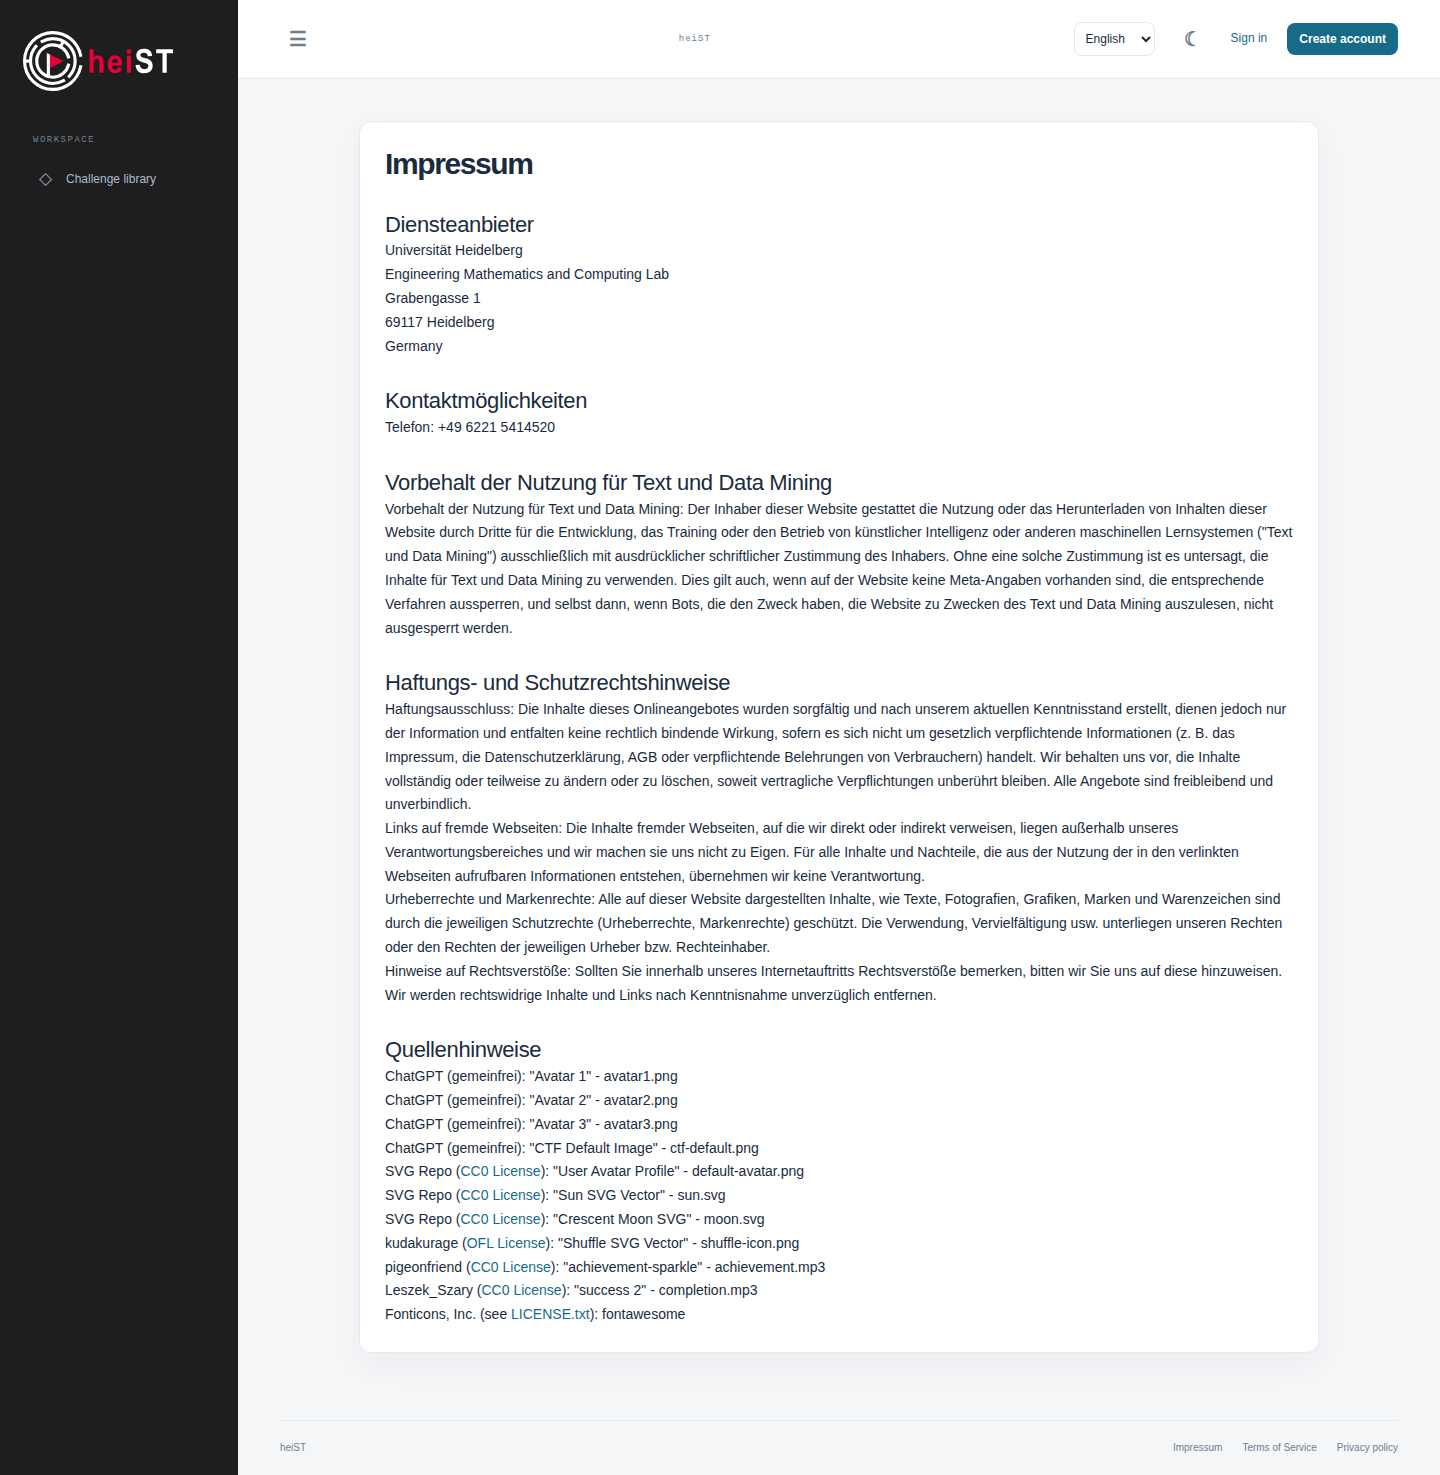 heiST
WORKSPACE
Challenge library
heiST
English
Sign in
Create account
Impressum
Diensteanbieter
Universität Heidelberg
Engineering Mathematics and Computing Lab
Grabengasse 1
69117 Heidelberg
Germany
Kontaktmöglichkeiten
Telefon: +49 6221 5414520
Vorbehalt der Nutzung für Text und Data Mining
Vorbehalt der Nutzung für Text und Data Mining: Der Inhaber dieser Website gestattet die Nutzung oder das Herunterladen von Inhalten dieser
Website durch Dritte für die Entwicklung, das Training oder den Betrieb von künstlicher Intelligenz oder anderen maschinellen Lernsystemen ("Text
und Data Mining") ausschließlich mit ausdrücklicher schriftlicher Zustimmung des Inhabers. Ohne eine solche Zustimmung ist es untersagt, die
Inhalte für Text und Data Mining zu verwenden. Dies gilt auch, wenn auf der Website keine Meta-Angaben vorhanden sind, die entsprechende
Verfahren aussperren, und selbst dann, wenn Bots, die den Zweck haben, die Website zu Zwecken des Text und Data Mining auszulesen, nicht
ausgesperrt werden.
Haftungs- und Schutzrechtshinweise
Haftungsausschluss: Die Inhalte dieses Onlineangebotes wurden sorgfältig und nach unserem aktuellen Kenntnisstand erstellt, dienen jedoch nur
der Information und entfalten keine rechtlich bindende Wirkung, sofern es sich nicht um gesetzlich verpflichtende Informationen (z. B. das
Impressum, die Datenschutzerklärung, AGB oder verpflichtende Belehrungen von Verbrauchern) handelt. Wir behalten uns vor, die Inhalte
vollständig oder teilweise zu ändern oder zu löschen, soweit vertragliche Verpflichtungen unberührt bleiben. Alle Angebote sind freibleibend und
unverbindlich.
Links auf fremde Webseiten: Die Inhalte fremder Webseiten, auf die wir direkt oder indirekt verweisen, liegen außerhalb unseres
Verantwortungsbereiches und wir machen sie uns nicht zu Eigen. Für alle Inhalte und Nachteile, die aus der Nutzung der in den verlinkten
Webseiten aufrufbaren Informationen entstehen, übernehmen wir keine Verantwortung.
Urheberrechte und Markenrechte: Alle auf dieser Website dargestellten Inhalte, wie Texte, Fotografien, Grafiken, Marken und Warenzeichen sind
durch die jeweiligen Schutzrechte (Urheberrechte, Markenrechte) geschützt. Die Verwendung, Vervielfältigung usw. unterliegen unseren Rechten
oder den Rechten der jeweiligen Urheber bzw. Rechteinhaber.
Hinweise auf Rechtsverstöße: Sollten Sie innerhalb unseres Internetauftritts Rechtsverstöße bemerken, bitten wir Sie uns auf diese hinzuweisen.
Wir werden rechtswidrige Inhalte und Links nach Kenntnisnahme unverzüglich entfernen.
Quellenhinweise
ChatGPT (gemeinfrei): "Avatar 1" - avatar1.png
ChatGPT (gemeinfrei): "Avatar 2" - avatar2.png
ChatGPT (gemeinfrei): "Avatar 3" - avatar3.png
ChatGPT (gemeinfrei): "CTF Default Image" - ctf-default.png
SVG Repo (CC0 License): "User Avatar Profile" - default-avatar.png
SVG Repo (CC0 License): "Sun SVG Vector" - sun.svg
SVG Repo (CC0 License): "Crescent Moon SVG" - moon.svg
kudakurage (OFL License): "Shuffle SVG Vector" - shuffle-icon.png
pigeonfriend (CC0 License): "achievement-sparkle" - achievement.mp3
Leszek_Szary (CC0 License): "success 2" - completion.mp3
Fonticons, Inc. (see LICENSE.txt): fontawesome
heiST
Impressum
Terms of Service
Privacy policy